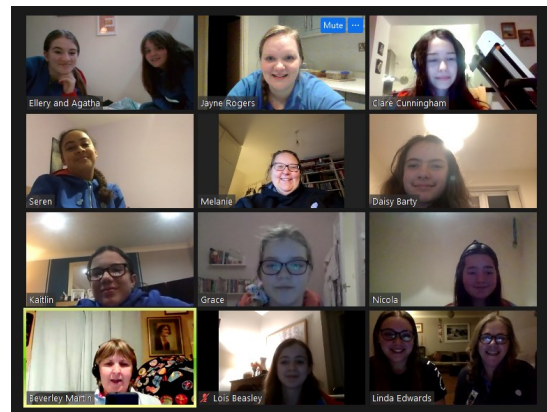 Mute ...
Ellery and Agatha
Jayne Rogers
Clare Cunningham
Seren
Melanie
Daisy Barty
Kaitlin
Grace
Nicola
Beverley Martin
Lois Beasley
Linda Edwards